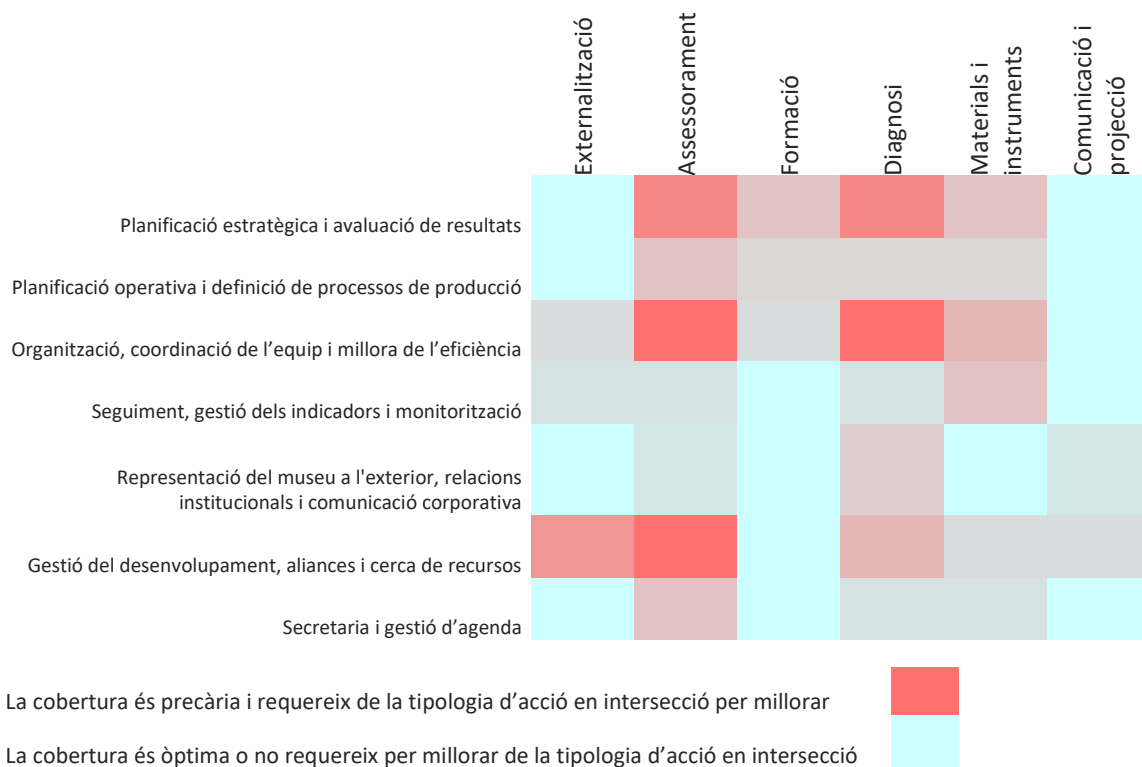 Externalització
Assessorament
Formació
Diagnosi
Materials i
instruments
Comunicació i
projecció
Planificació estratègica i avaluació de resultats
Planificació operativa i definició de processos de producció
Organització, coordinació de l’equip i millora de l’eficiència
Seguiment, gestió dels indicadors i monitorització
Representació del museu a l'exterior, relacions
institucionals i comunicació corporativa
Gestió del desenvolupament, aliances i cerca de recursos
Secretaria i gestió d’agenda
La cobertura és precària i requereix de la tipologia d’acció en intersecció per millorar
La cobertura és òptima o no requereix per millorar de la tipologia d’acció en intersecció